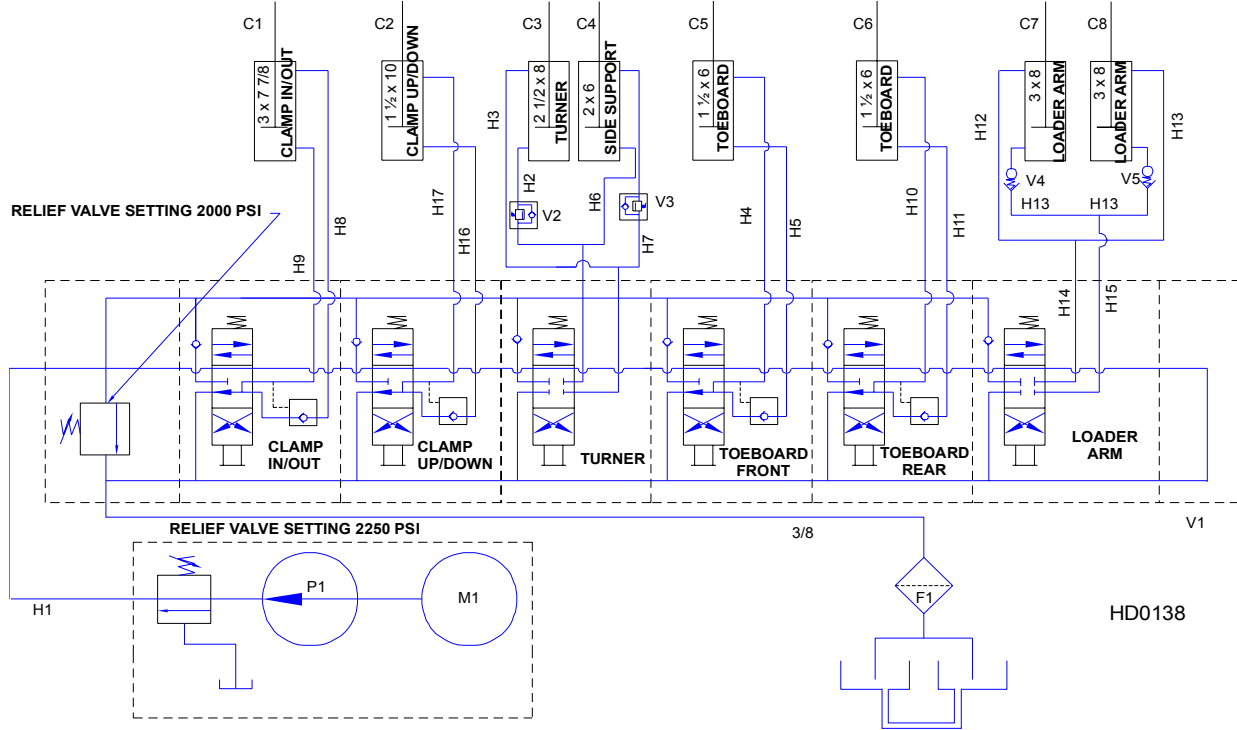 C1
C2
C3
C4
C5
C6
C7
C8
3 x 7 7/8
CLAMP IN/OUT
1 ½ x 10
CLAMP UP/DOWN
2 1/2 x 8
TURNER
2 x 6
SIDE SUPPORT
1 ½ x 6
TOEBOARD
1 ½ x 6
TOEBOARD
3 x 8
LOADER ARM
3 x 8
LOADER ARM
H3
H12
H13
H2
H6
V4
V5
H17
H10
H13
H13
RELIEF VALVE SETTING 2000 PSI
V2
V3
H8
H4
H5
H11
H9
H16
H7
H14
H15
CLAMP
IN/OUT
CLAMP
UP/DOWN
TURNER
TOEBOARD
FRONT
TOEBOARD
REAR
LOADER
ARM
RELIEF VALVE SETTING 2250 PSI
3/8
V1
P1
M1
F1
H1
HD0138